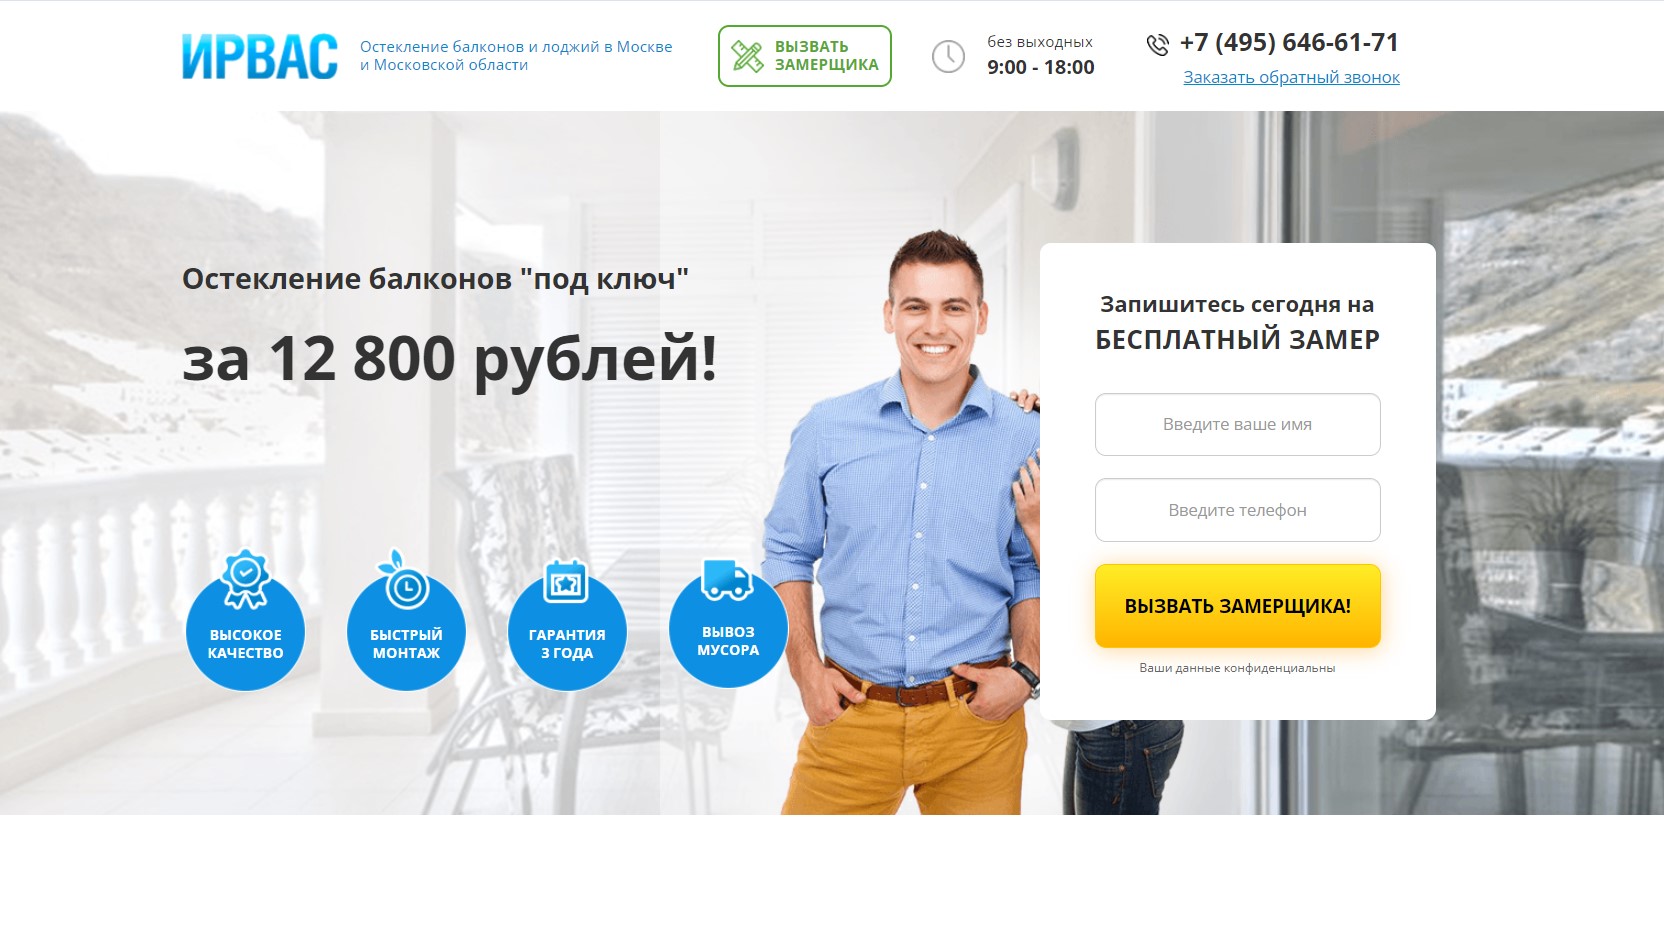 ИРВАС
Остекление балконов и лоджий в Москве
и Московской области
ВЫЗВАТЬ
ЗАМЕРЩИКА
без выходных
9:00 - 18:00
+7 (495) 646-61-71
Заказать обратный звонок
Остекление балконов "под ключ"
за 12 800 рублей!
ВЫСОКОЕ
КАЧЕСТВО
БЫСТРЫЙ
МОНТАЖ
ГАРАНТИЯ
3 ГОДА
ВЫВОЗ
МУСОРА
Запишитесь сегодня на
БЕСПЛАТНЫЙ ЗАМЕР
Введите ваше имя
Введите телефон
ВЫЗВАТЬ ЗАМЕРЩИКА!
Ваши данные конфиденциальны